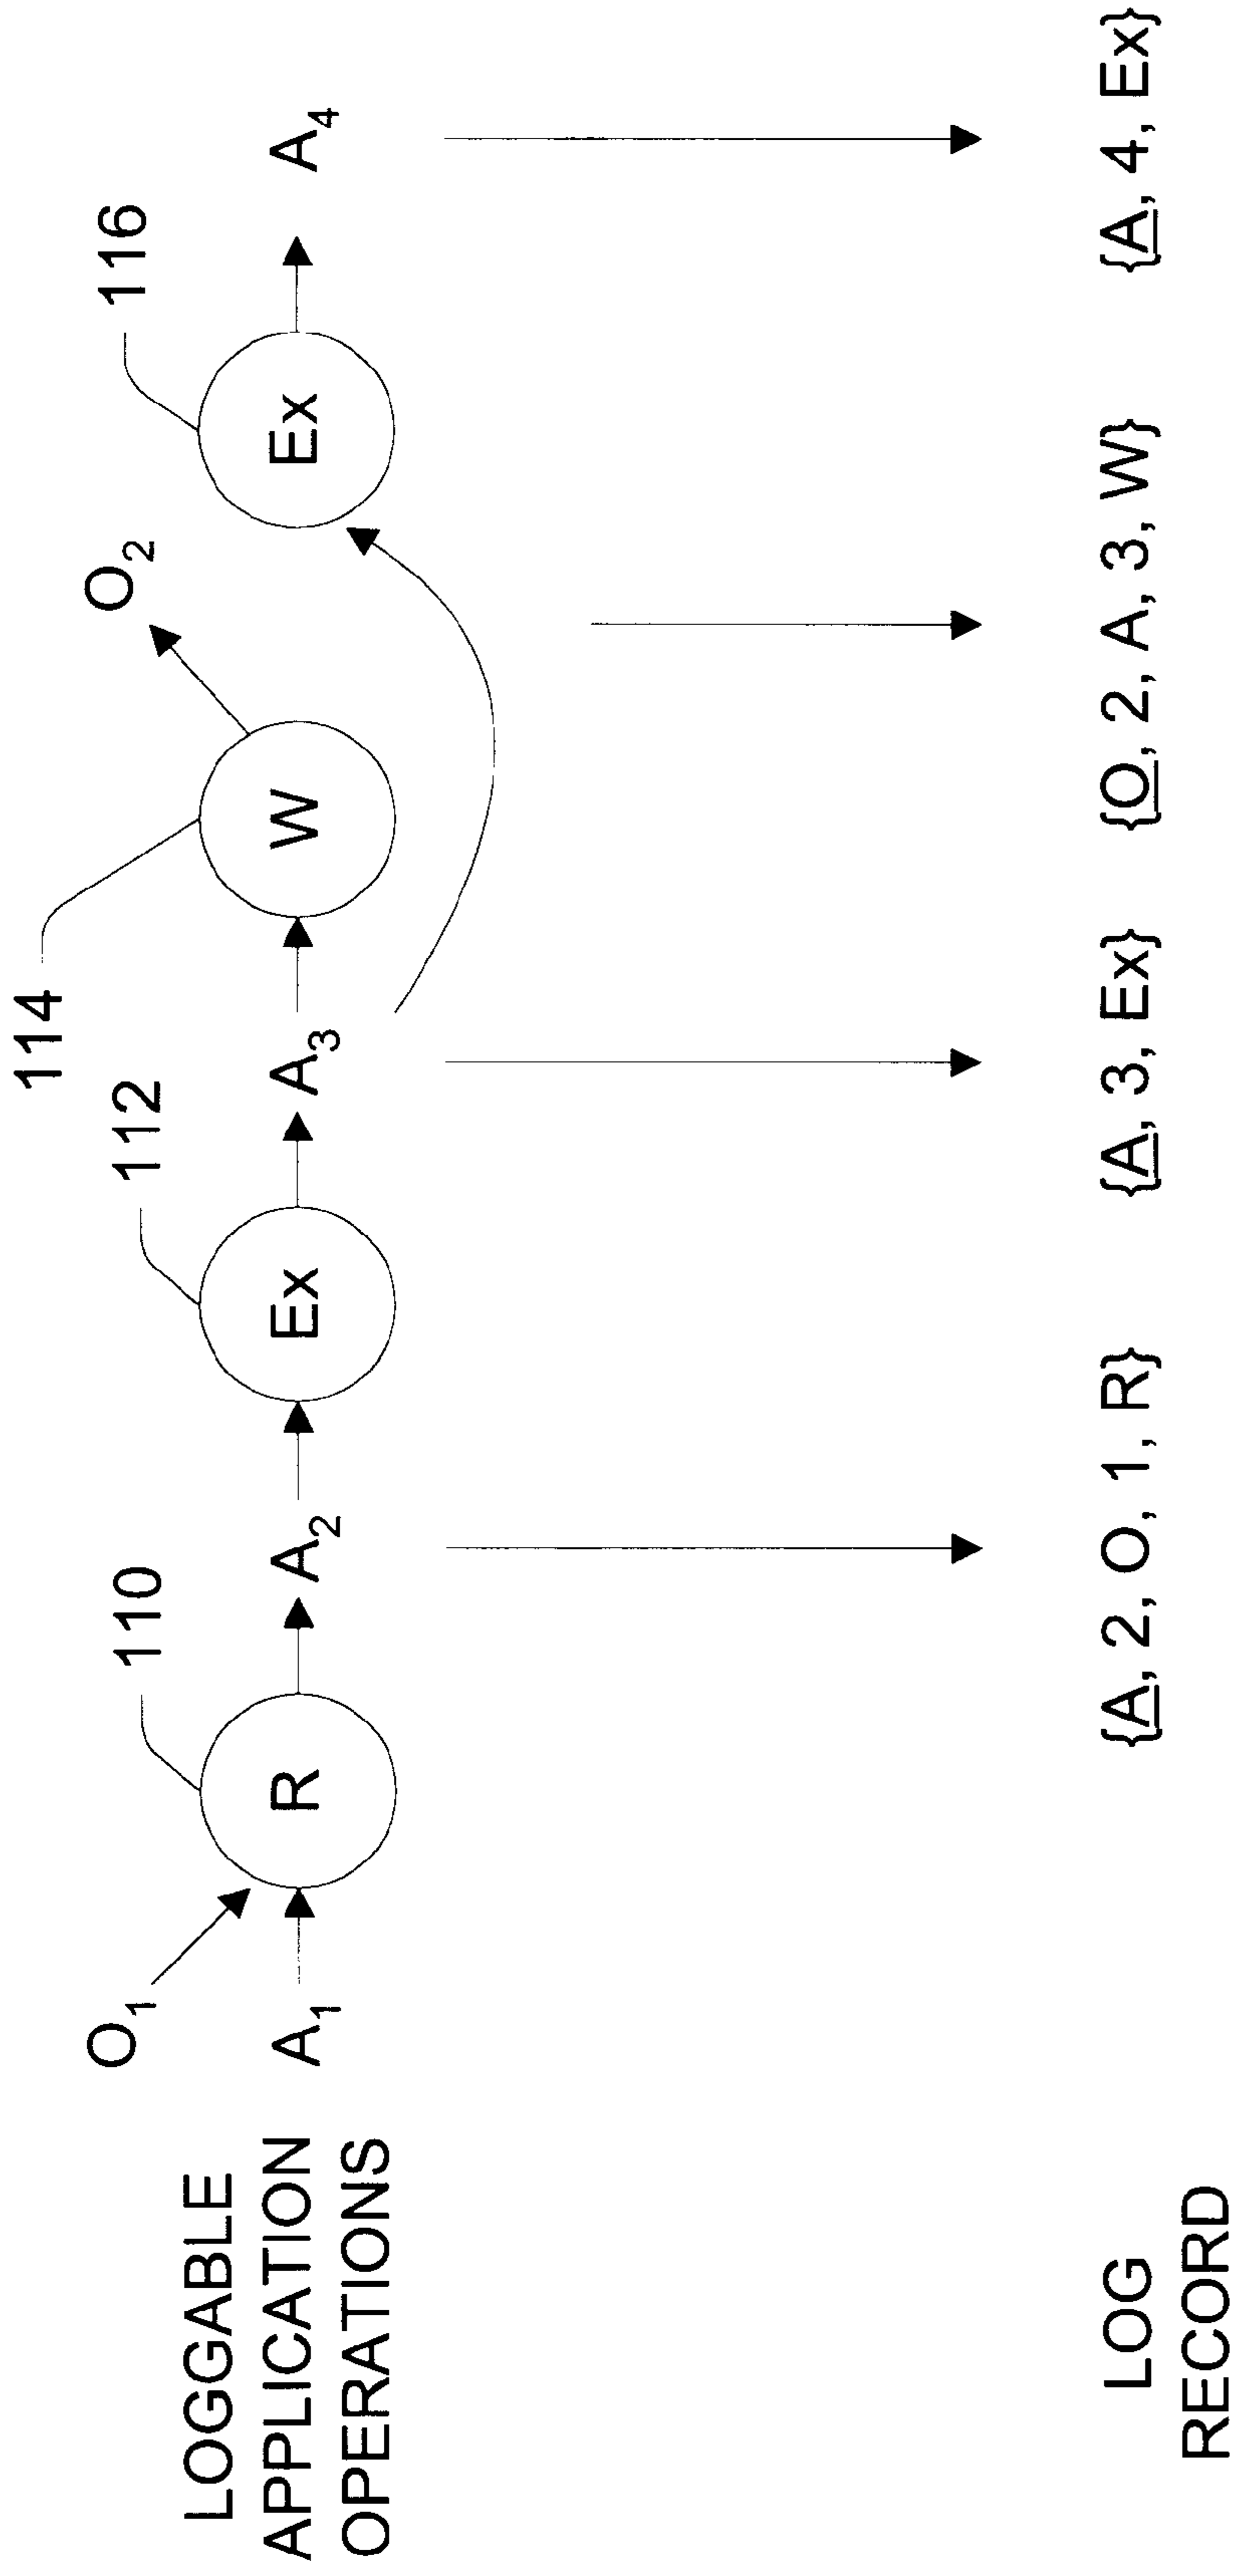 LOGGABLE
APPLICATION
OPERATIONS
O1
A1
R
110
A2
Ex
112
A3
W
114
O2
Ex
116
A4
LOG
RECORD
{A, 2, O, 1, R}
{A, 3, Ex}
{O, 2, A, 3, W}
{A, 4, Ex}